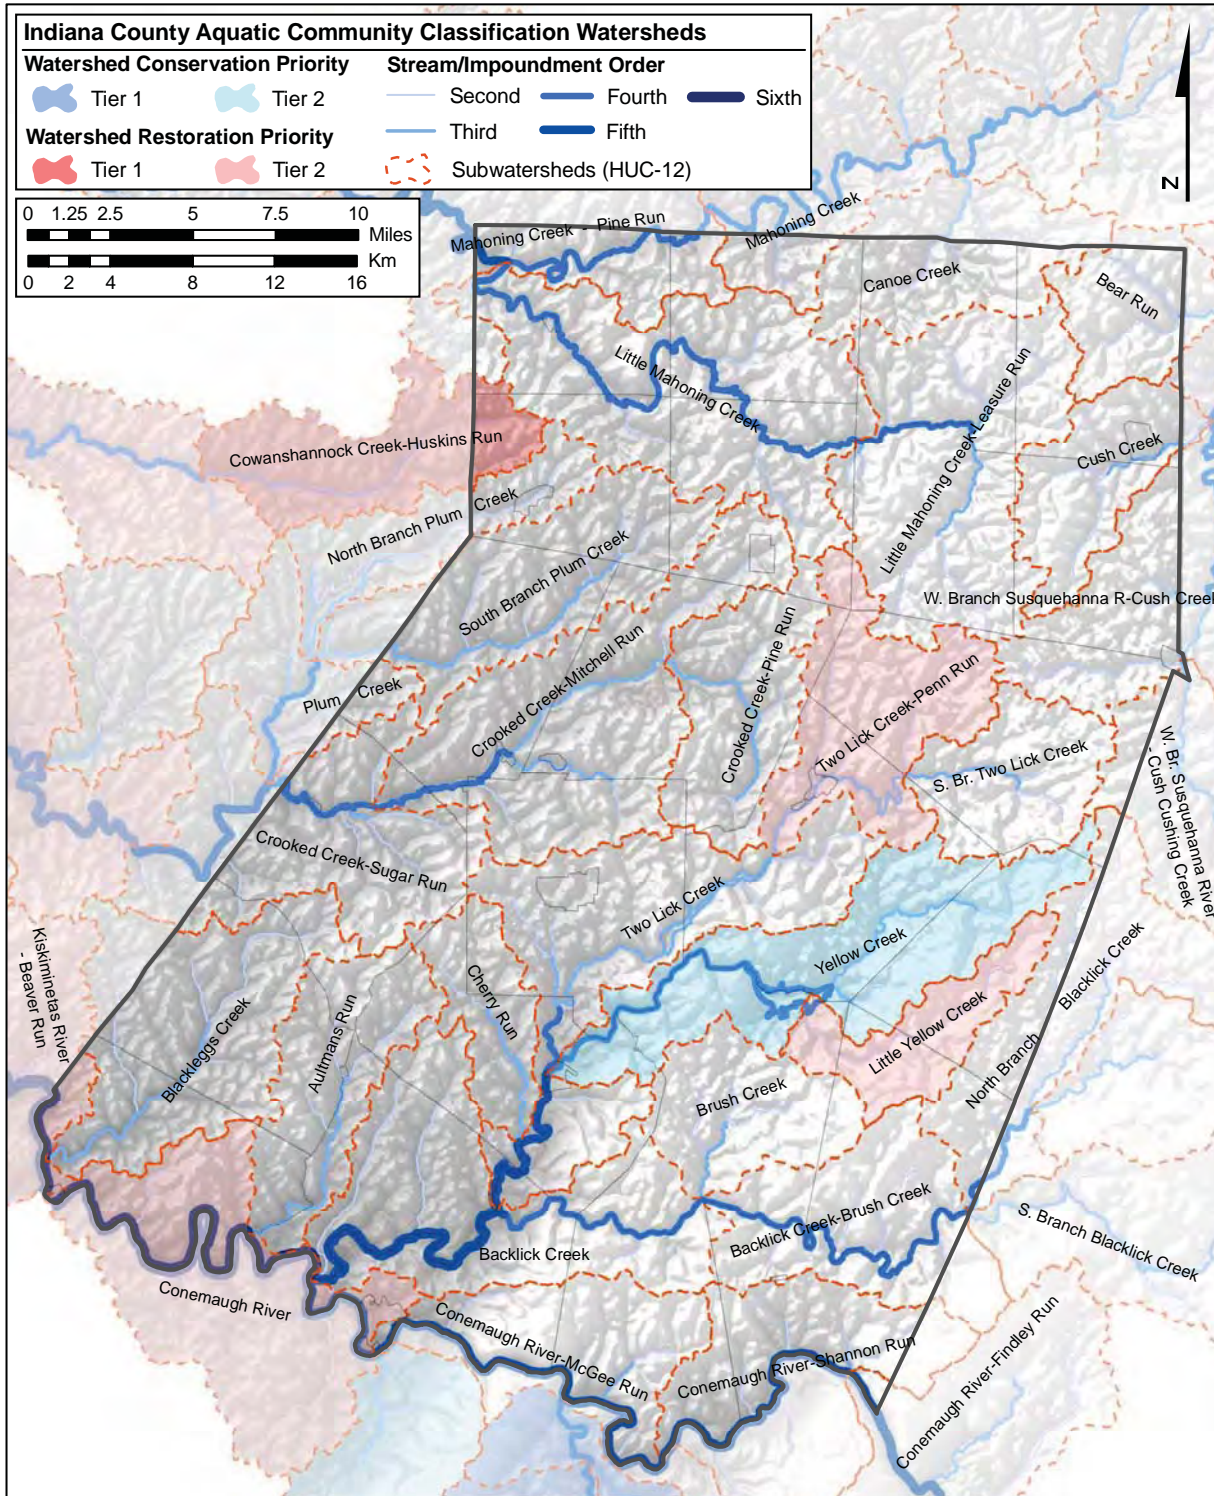 Indiana County Aquatic Community Classification Watersheds
Watershed Conservation Priority
Tier 1
Tier 2
Watershed Restoration Priority
Tier 1
Tier 2
Stream/Impoundment Order
Second
Fourth
Sixth
Third
Fifth
Subwatersheds (HUC-12)
0 1.25 2.5 5 7.5 10
Miles
Km
0 2 4 8 12 16
N
Mahoning Creek - Pine Run
Mahoning Creek
Canoe Creek
Bear Run
Little Mahoning Creek
Little Mahoning Creek-Leasure Run
Cush Creek
Cowanshannock Creek-Huskins Run
North Branch Plum Creek
South Branch Plum Creek
W. Branch Susquehanna R-Cush Creek
Plum Creek
Crooked Creek-Mitchell Run
Crooked Creek-Pine Run
Two Lick Creek-Penn Run
S. Br. Two Lick Creek
W. Br. Susquehanna River
- Cush Cushing Creek
Crooked Creek-Sugar Run
Two Lick Creek
Yellow Creek
Blacklick Creek
North Branch
Kiskiminetas River
- Beaver Run
Blacklegs Creek
Aultmans Run
Cherry Run
Little Yellow Creek
Brush Creek
Backlick Creek-Brush Creek
S. Branch Blacklick Creek
Backlick Creek
Conemaugh River
Conemaugh River-McGee Run
Conemaugh River-Shannon Run
Conemaugh River-Findley Run